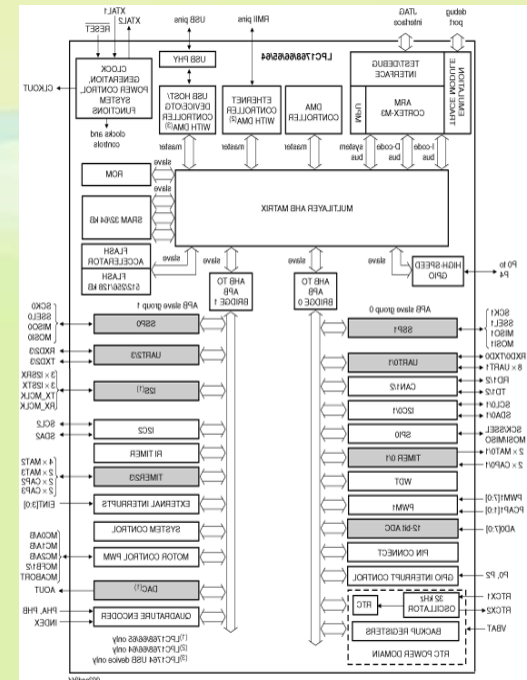 debug port
JTAG interface
RMII pins
USB pins
XTAL1
XTAL2
RESET
LPC1768/66/65/64
TRACE MODULE
EMULATION
TEST/DEBUG INTERFACE
ARM CORTEX-M3
MPU
DMA CONTROLLER
ETHERNET CONTROLLER WITH DMA(2)
USB PHY
USB HOST/ DEVICE/OTG CONTROLLER WITH DMA(3)
CLOCK GENERATION, POWER CONTROL, SYSTEM FUNCTIONS
CLKOUT
clocks and controls
I-code bus
D-code bus
system bus
master
master
master
slave
ROM
slave
SRAM 32/64 kB
MULTILAYER AHB MATRIX
FLASH ACCELERATOR
FLASH 512/256/128 kB
P0 to P4
HIGH-SPEED GPIO
slave
slave
slave
slave
AHB TO APB BRIDGE 0
AHB TO APB BRIDGE 1
APB slave group 0
APB slave group 1
SCK1
SSEL1
MISO1
MOSI1
SSP1
RXD0/TXD0
8 × UART1
UART0/1
RD1/2
TD1/2
CAN1/2
SCL0/1
SDA0/1
I2C0/1
SCK/SSEL
MOSI/MISO
SPI0
2 × MAT0/1
2 × CAP0/1
TIMER 0/1
WDT
PWM1[7:0]
PCAP1[1:0]
PWM1
AD0[7:0]
12-bit ADC
PIN CONNECT
P0, P2
GPIO INTERRUPT CONTROL
RTCX1
RTCX2
32 kHz OSCILLATOR
RTC
VBAT
BACKUP REGISTERS
RTC POWER DOMAIN
SSP0
SCK0
SSEL0
MISO0
MOSI0
UART2/3
RXD2/3
TXD2/3
I2S(1)
3 × I2SRX
3 × I2STX
TX_MCLK
RX_MCLK
I2C2
SCL2
SDA2
RI TIMER
TIMER2/3
4 × MAT2
2 × MAT3
2 × CAP2
2 × CAP3
EXTERNAL INTERRUPTS
EINT[3:0]
SYSTEM CONTROL
MOTOR CONTROL PWM
MC0A/B
MC1A/B
MC2A/B
MCFB1/2
MCABORT
DAC(1)
AOUT
QUADRATURE ENCODER
PHA, PHB
INDEX
(1) LPC1768/66/65 only
(2) LPC1768/66/64 only
(3) LPC1764 USB device only